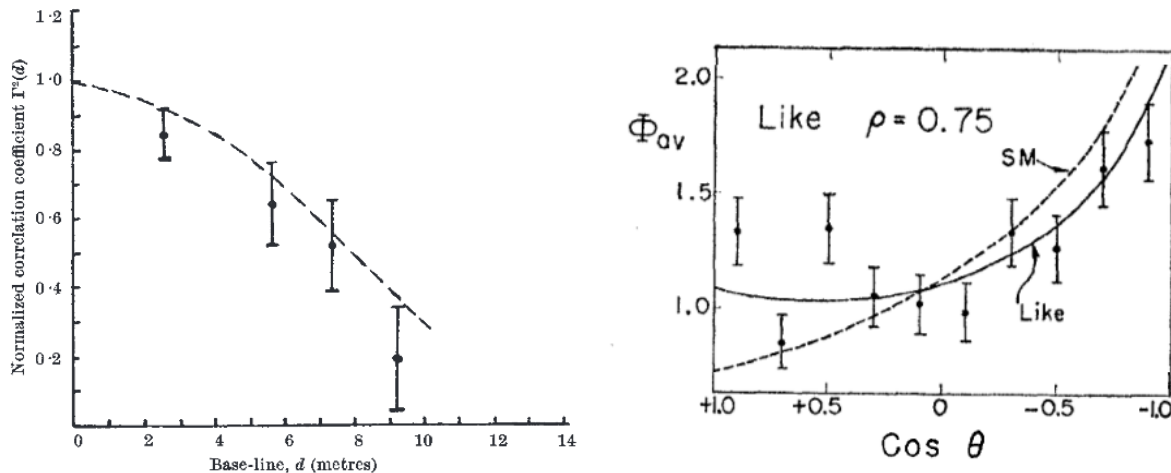 Normalized correlation coefficient Γ²(d)
1·2
1·0
0·8
0·6
0·4
0·2
0 2 4 6 8 10 12 14
Base-line, d (metres)
Φav
2.0
1.5
1.0
Like ρ = 0.75
SM
Like
+1.0 +0.5 0 -0.5 -1.0
Cos θ